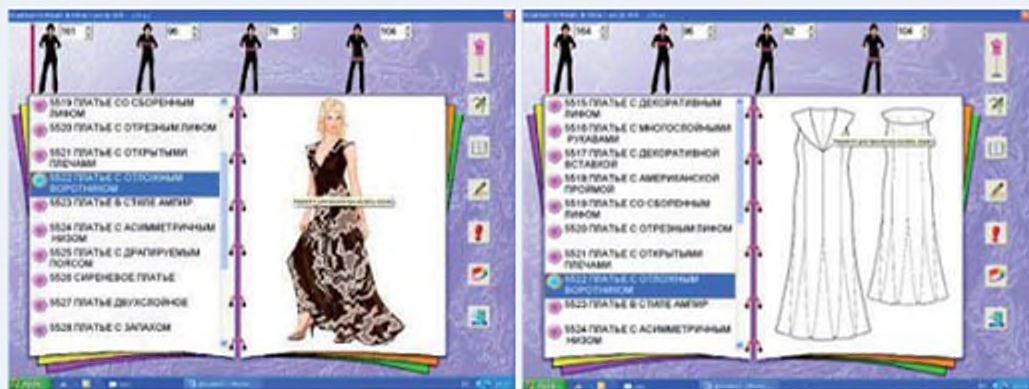 161 96 78 104
5519 ПЛАТЬЕ СО СБОРЕННЫМ
ЛИФОМ
5520 ПЛАТЬЕ С ОТРЕЗНЫМ ЛИФОМ
5521 ПЛАТЬЕ С ОТКРЫТЫМИ
ПЛЕЧАМИ
5522 ПЛАТЬЕ С ОТЛОЖНЫМ
ВОРОТНИКОМ
5523 ПЛАТЬЕ В СТИЛЕ АМПИР
5524 ПЛАТЬЕ С АСИММЕТРИЧНЫМ
НИЗОМ
5525 ПЛАТЬЕ С ДРАПИРУЕМЫМ
ПОЯСОМ
5526 СИРЕНЕВОЕ ПЛАТЬЕ
5527 ПЛАТЬЕ ДВУХСЛОЙНОЕ
5528 ПЛАТЬЕ С ЗАПАХОМ
164 96 82 104
5515 ПЛАТЬЕ С ДЕКОРАТИВНЫМ
ЛИФОМ
5516 ПЛАТЬЕ С МНОГОСЛОЙНЫМИ
РУКАВАМИ
5517 ПЛАТЬЕ С ДЕКОРАТИВНОЙ
ВСТАВКОЙ
5518 ПЛАТЬЕ С АМЕРИКАНСКОЙ
ПРОЙМОЙ
5519 ПЛАТЬЕ СО СБОРЕННЫМ
ЛИФОМ
5520 ПЛАТЬЕ С ОТРЕЗНЫМ ЛИФОМ
5521 ПЛАТЬЕ С ОТКРЫТЫМИ
ПЛЕЧАМИ
5522 ПЛАТЬЕ С ОТЛОЖНЫМ
ВОРОТНИКОМ
5523 ПЛАТЬЕ В СТИЛЕ АМПИР
5524 ПЛАТЬЕ С АСИММЕТРИЧНЫМ
НИЗОМ